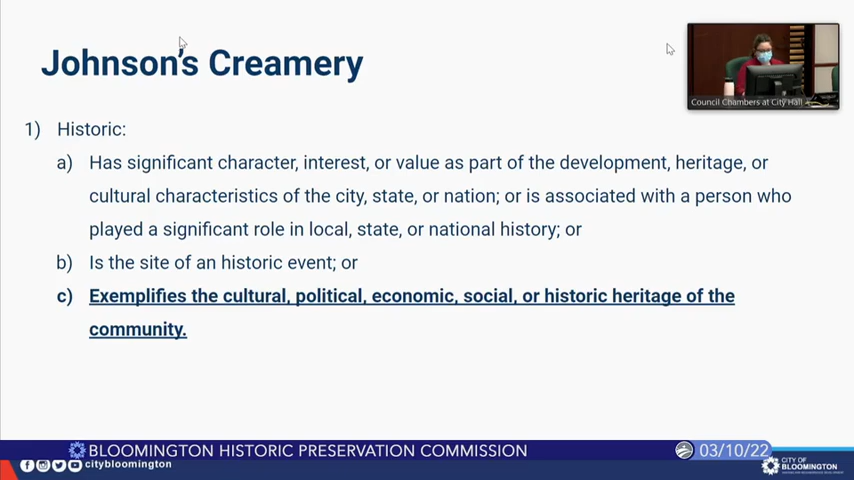 Johnson's Creamery
Council Chambers at City Hall
1) Historic:
a) Has significant character, interest, or value as part of the development, heritage, or
cultural characteristics of the city, state, or nation; or is associated with a person who
played a significant role in local, state, or national history; or
b) Is the site of an historic event; or
c) Exemplifies the cultural, political, economic, social, or historic heritage of the
community.
BLOOMINGTON HISTORIC PRESERVATION COMMISSION
03/10/22
citybloomington
CITY OF
BLOOMINGTON